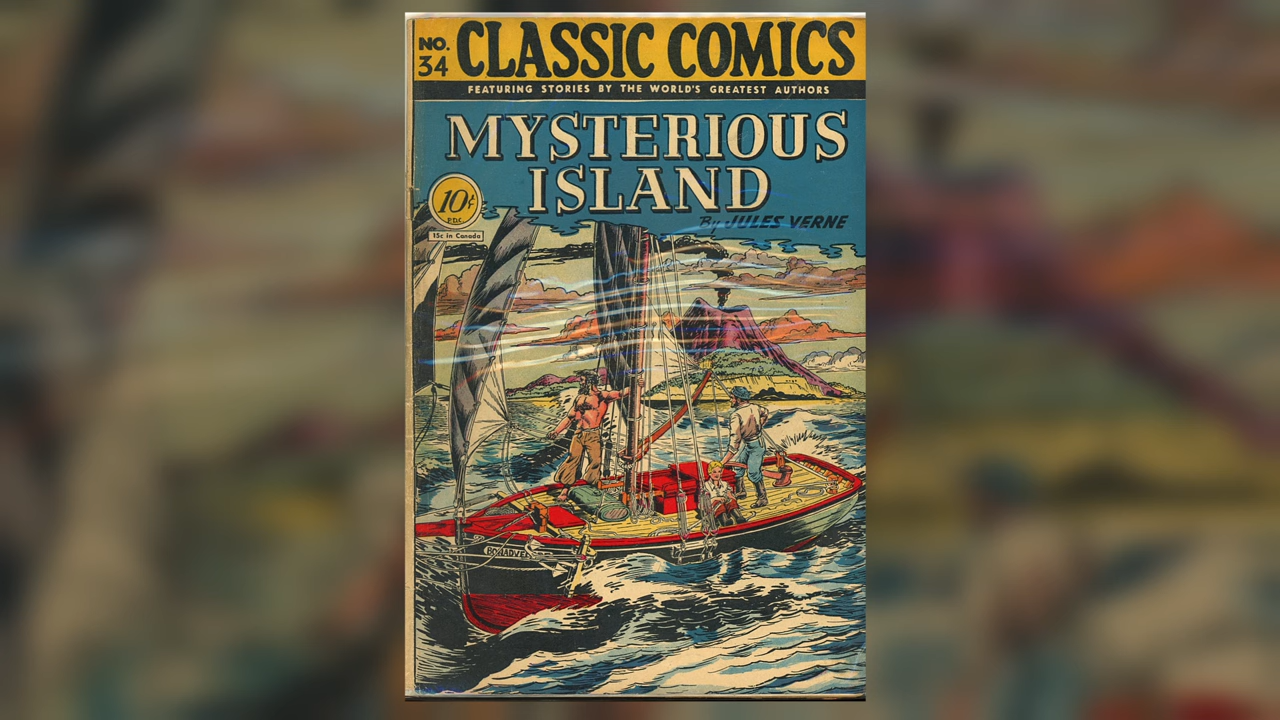 NO. 34
CLASSIC COMICS
FEATURING STORIES BY THE WORLD'S GREATEST AUTHORS
MYSTERIOUS
ISLAND
By JULES VERNE
10¢
P.D.C.
15c in Canada